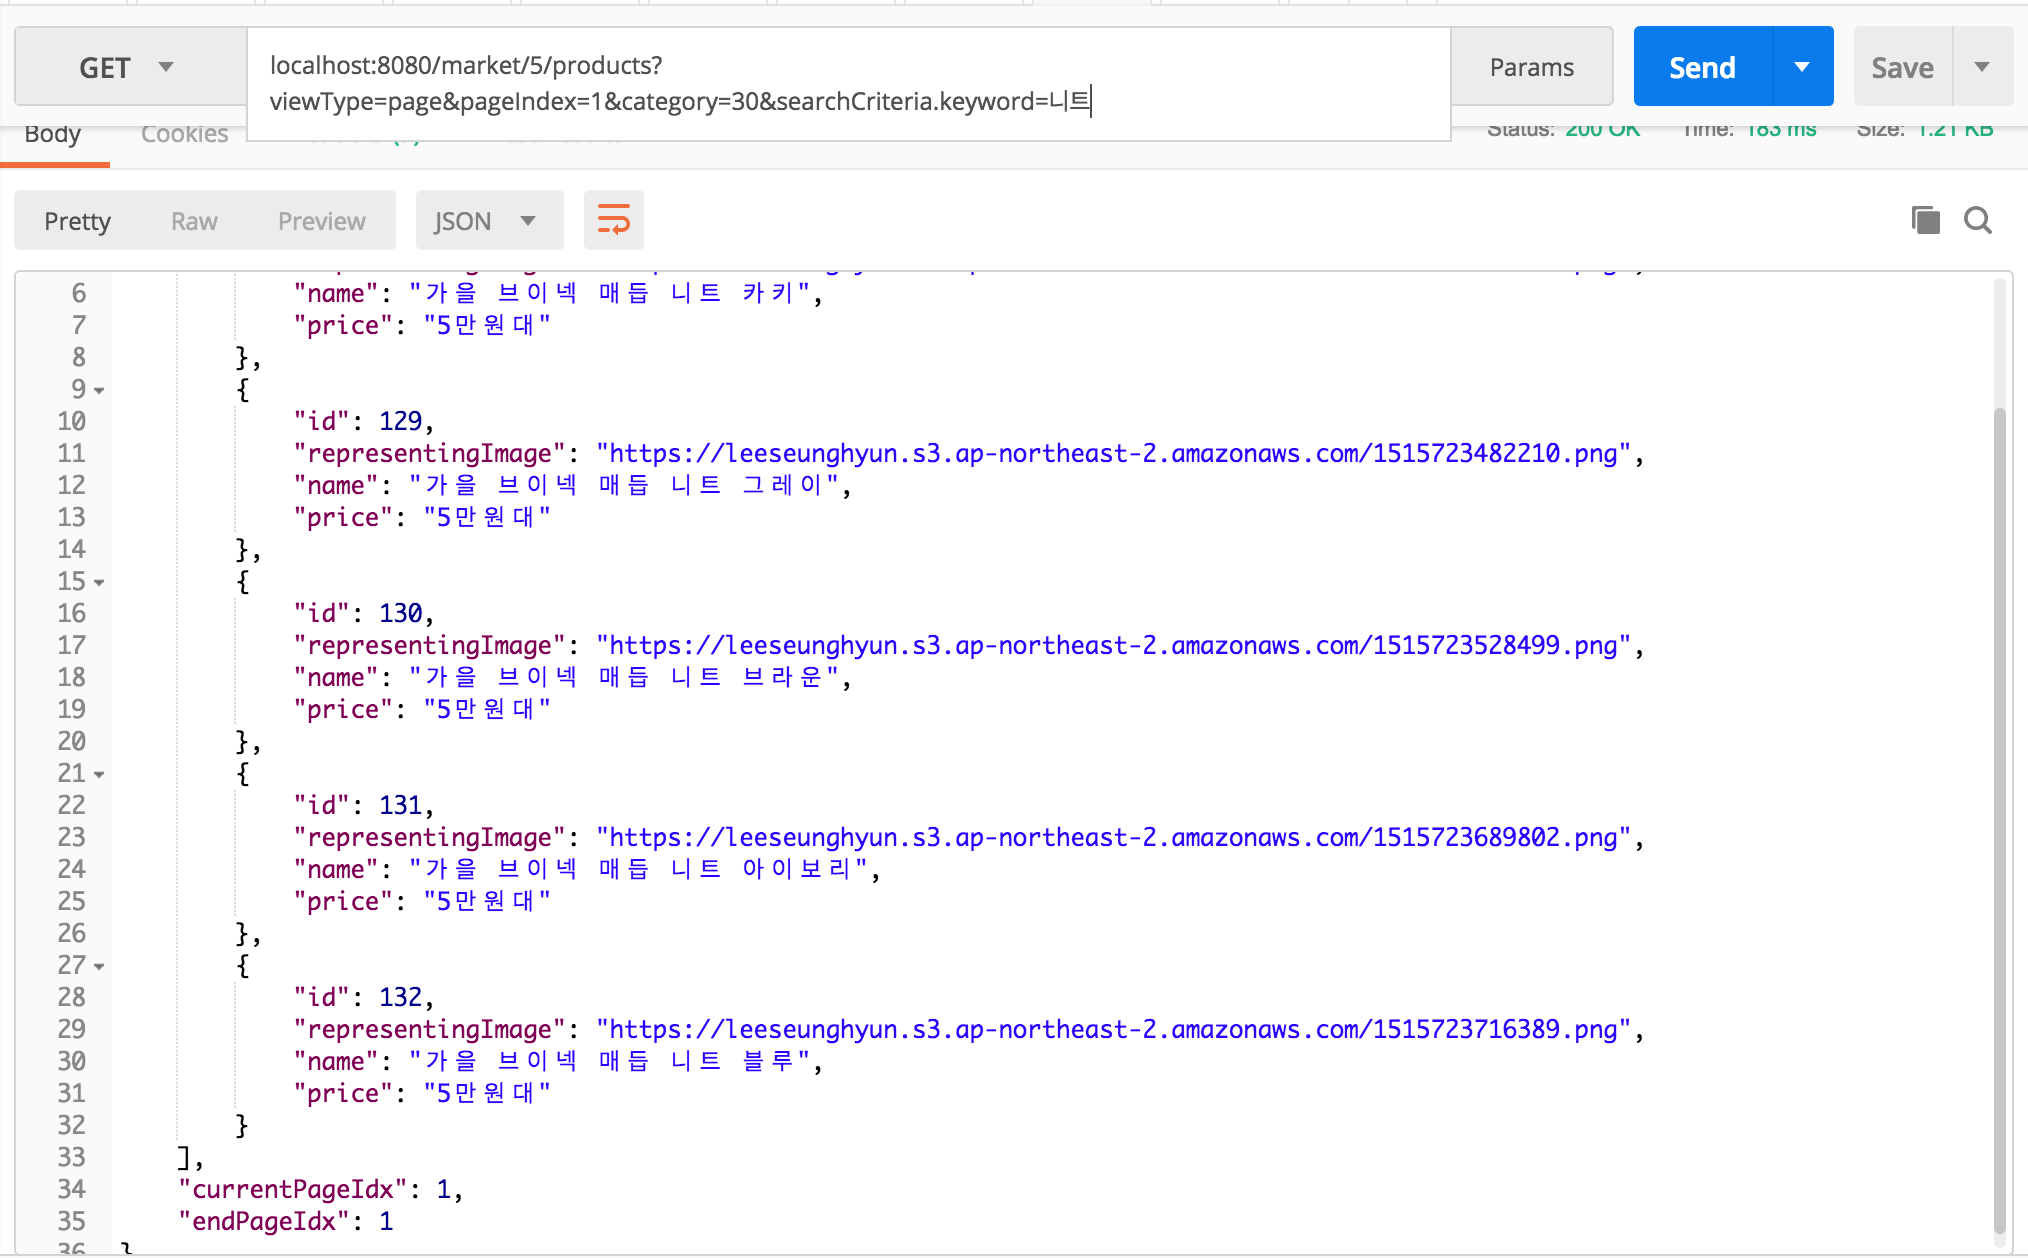 GET
localhost:8080/market/5/products?
viewType=page&pageIndex=1&category=30&searchCriteria.keyword=니트
Params
Send
Save
Body Cookies
Status: 200 OK Time: 183 ms Size: 1.21 KB
Pretty Raw Preview JSON
6 "name": "가을 브이넥 매듭 니트 카키",
7 "price": "5만원대"
8 },
9 {
10 "id": 129,
11 "representingImage": "https://leeseunghyun.s3.ap-northeast-2.amazonaws.com/1515723482210.png",
12 "name": "가을 브이넥 매듭 니트 그레이",
13 "price": "5만원대"
14 },
15 {
16 "id": 130,
17 "representingImage": "https://leeseunghyun.s3.ap-northeast-2.amazonaws.com/1515723528499.png",
18 "name": "가을 브이넥 매듭 니트 브라운",
19 "price": "5만원대"
20 },
21 {
22 "id": 131,
23 "representingImage": "https://leeseunghyun.s3.ap-northeast-2.amazonaws.com/1515723689802.png",
24 "name": "가을 브이넥 매듭 니트 아이보리",
25 "price": "5만원대"
26 },
27 {
28 "id": 132,
29 "representingImage": "https://leeseunghyun.s3.ap-northeast-2.amazonaws.com/1515723716389.png",
30 "name": "가을 브이넥 매듭 니트 블루",
31 "price": "5만원대"
32 }
33 ],
34 "currentPageIdx": 1,
35 "endPageIdx": 1
36 }